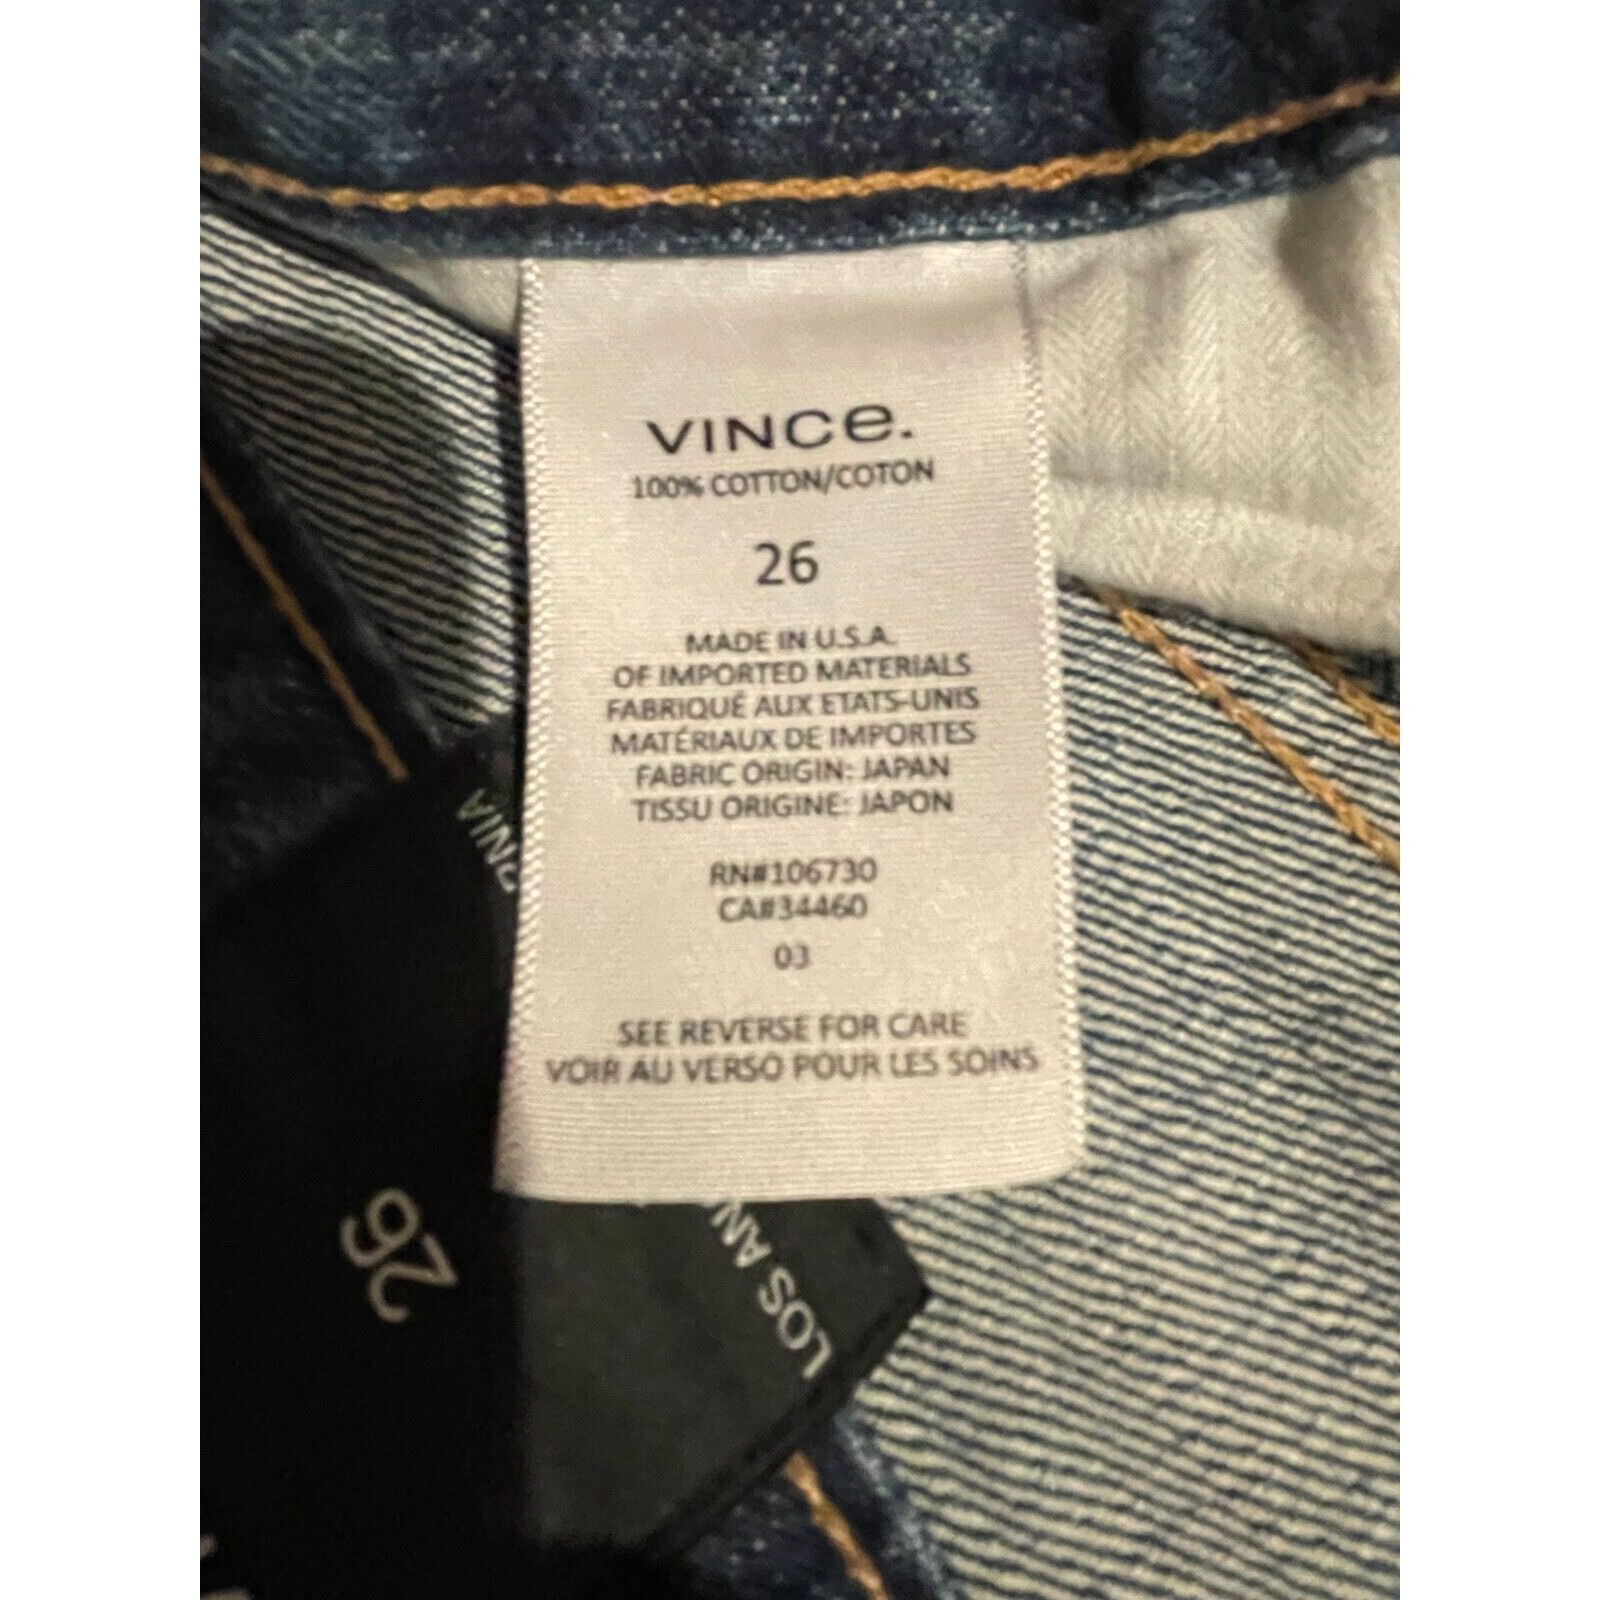 VINCe.
100% COTTON/COTON
26
MADE IN U.S.A.
OF IMPORTED MATERIALS
FABRIQUÉ AUX ETATS-UNIS
MATÉRIAUX DE IMPORTES
FABRIC ORIGIN: JAPAN
TISSU ORIGINE: JAPON
RN#106730
CA#34460
03
SEE REVERSE FOR CARE
VOIR AU VERSO POUR LES SOINS
26
LOS AN